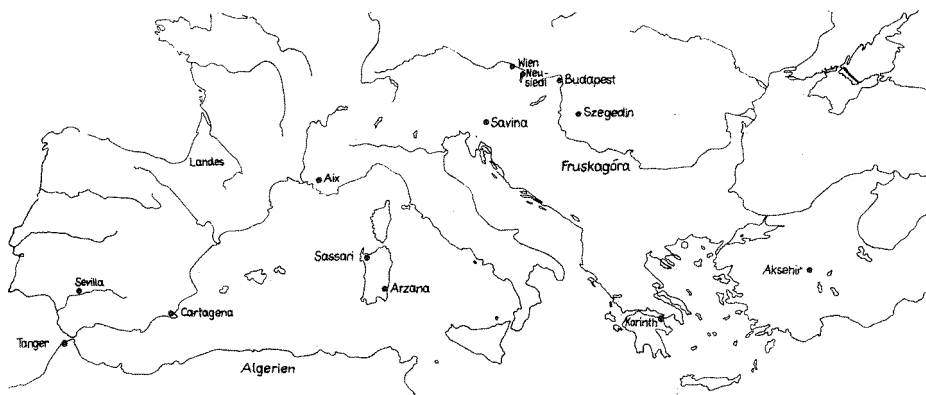 Wien
Neu-
siedl
Budapest
Szegedin
Savina
Landes
Fruskagóra
Aix
Sassari
Aksehir
Sevilla
Arzana
Cartagena
Korinth
Tanger
Algerien